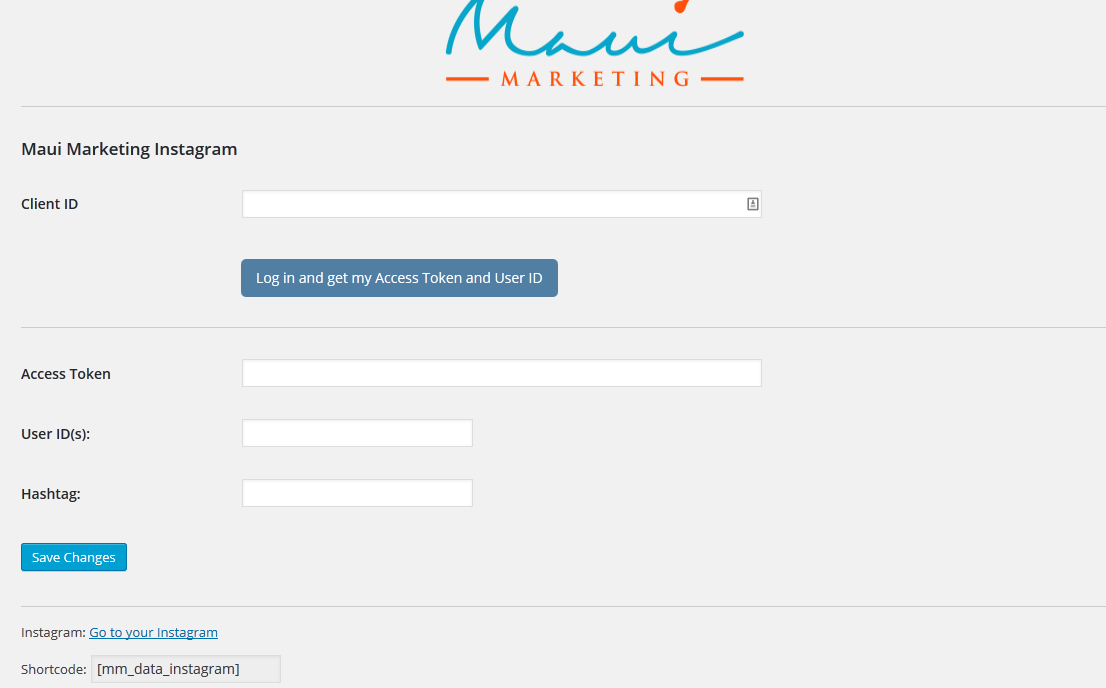 Maui
MARKETING
Maui Marketing Instagram
Client ID
Log in and get my Access Token and User ID
Access Token
User ID(s):
Hashtag:
Save Changes
Instagram: Go to your Instagram
Shortcode: [mm_data_instagram]